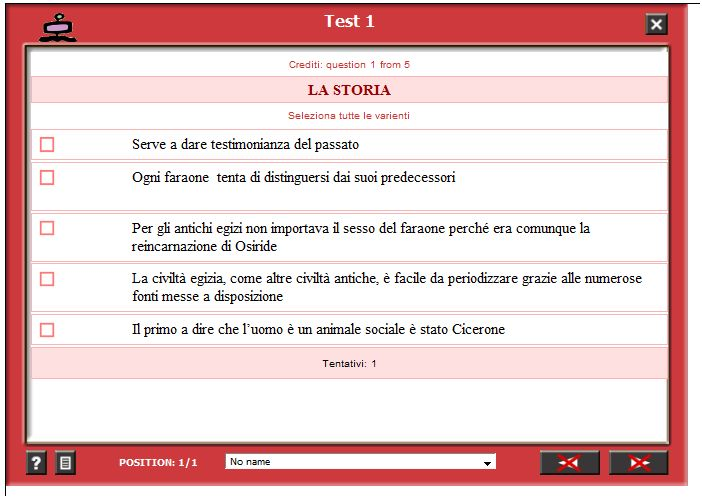 Test 1
Crediti: question 1 from 5
LA STORIA
Seleziona tutte le varienti
Serve a dare testimonianza del passato
Ogni faraone tenta di distinguersi dai suoi predecessori
Per gli antichi egizi non importava il sesso del faraone perché era comunque la
reincarnazione di Osiride
La civiltà egizia, come altre civiltà antiche, è facile da periodizzare grazie alle numerose
fonti messe a disposizione
Il primo a dire che l'uomo è un animale sociale è stato Cicerone
Tentativi: 1
? POSITION: 1/1 No name